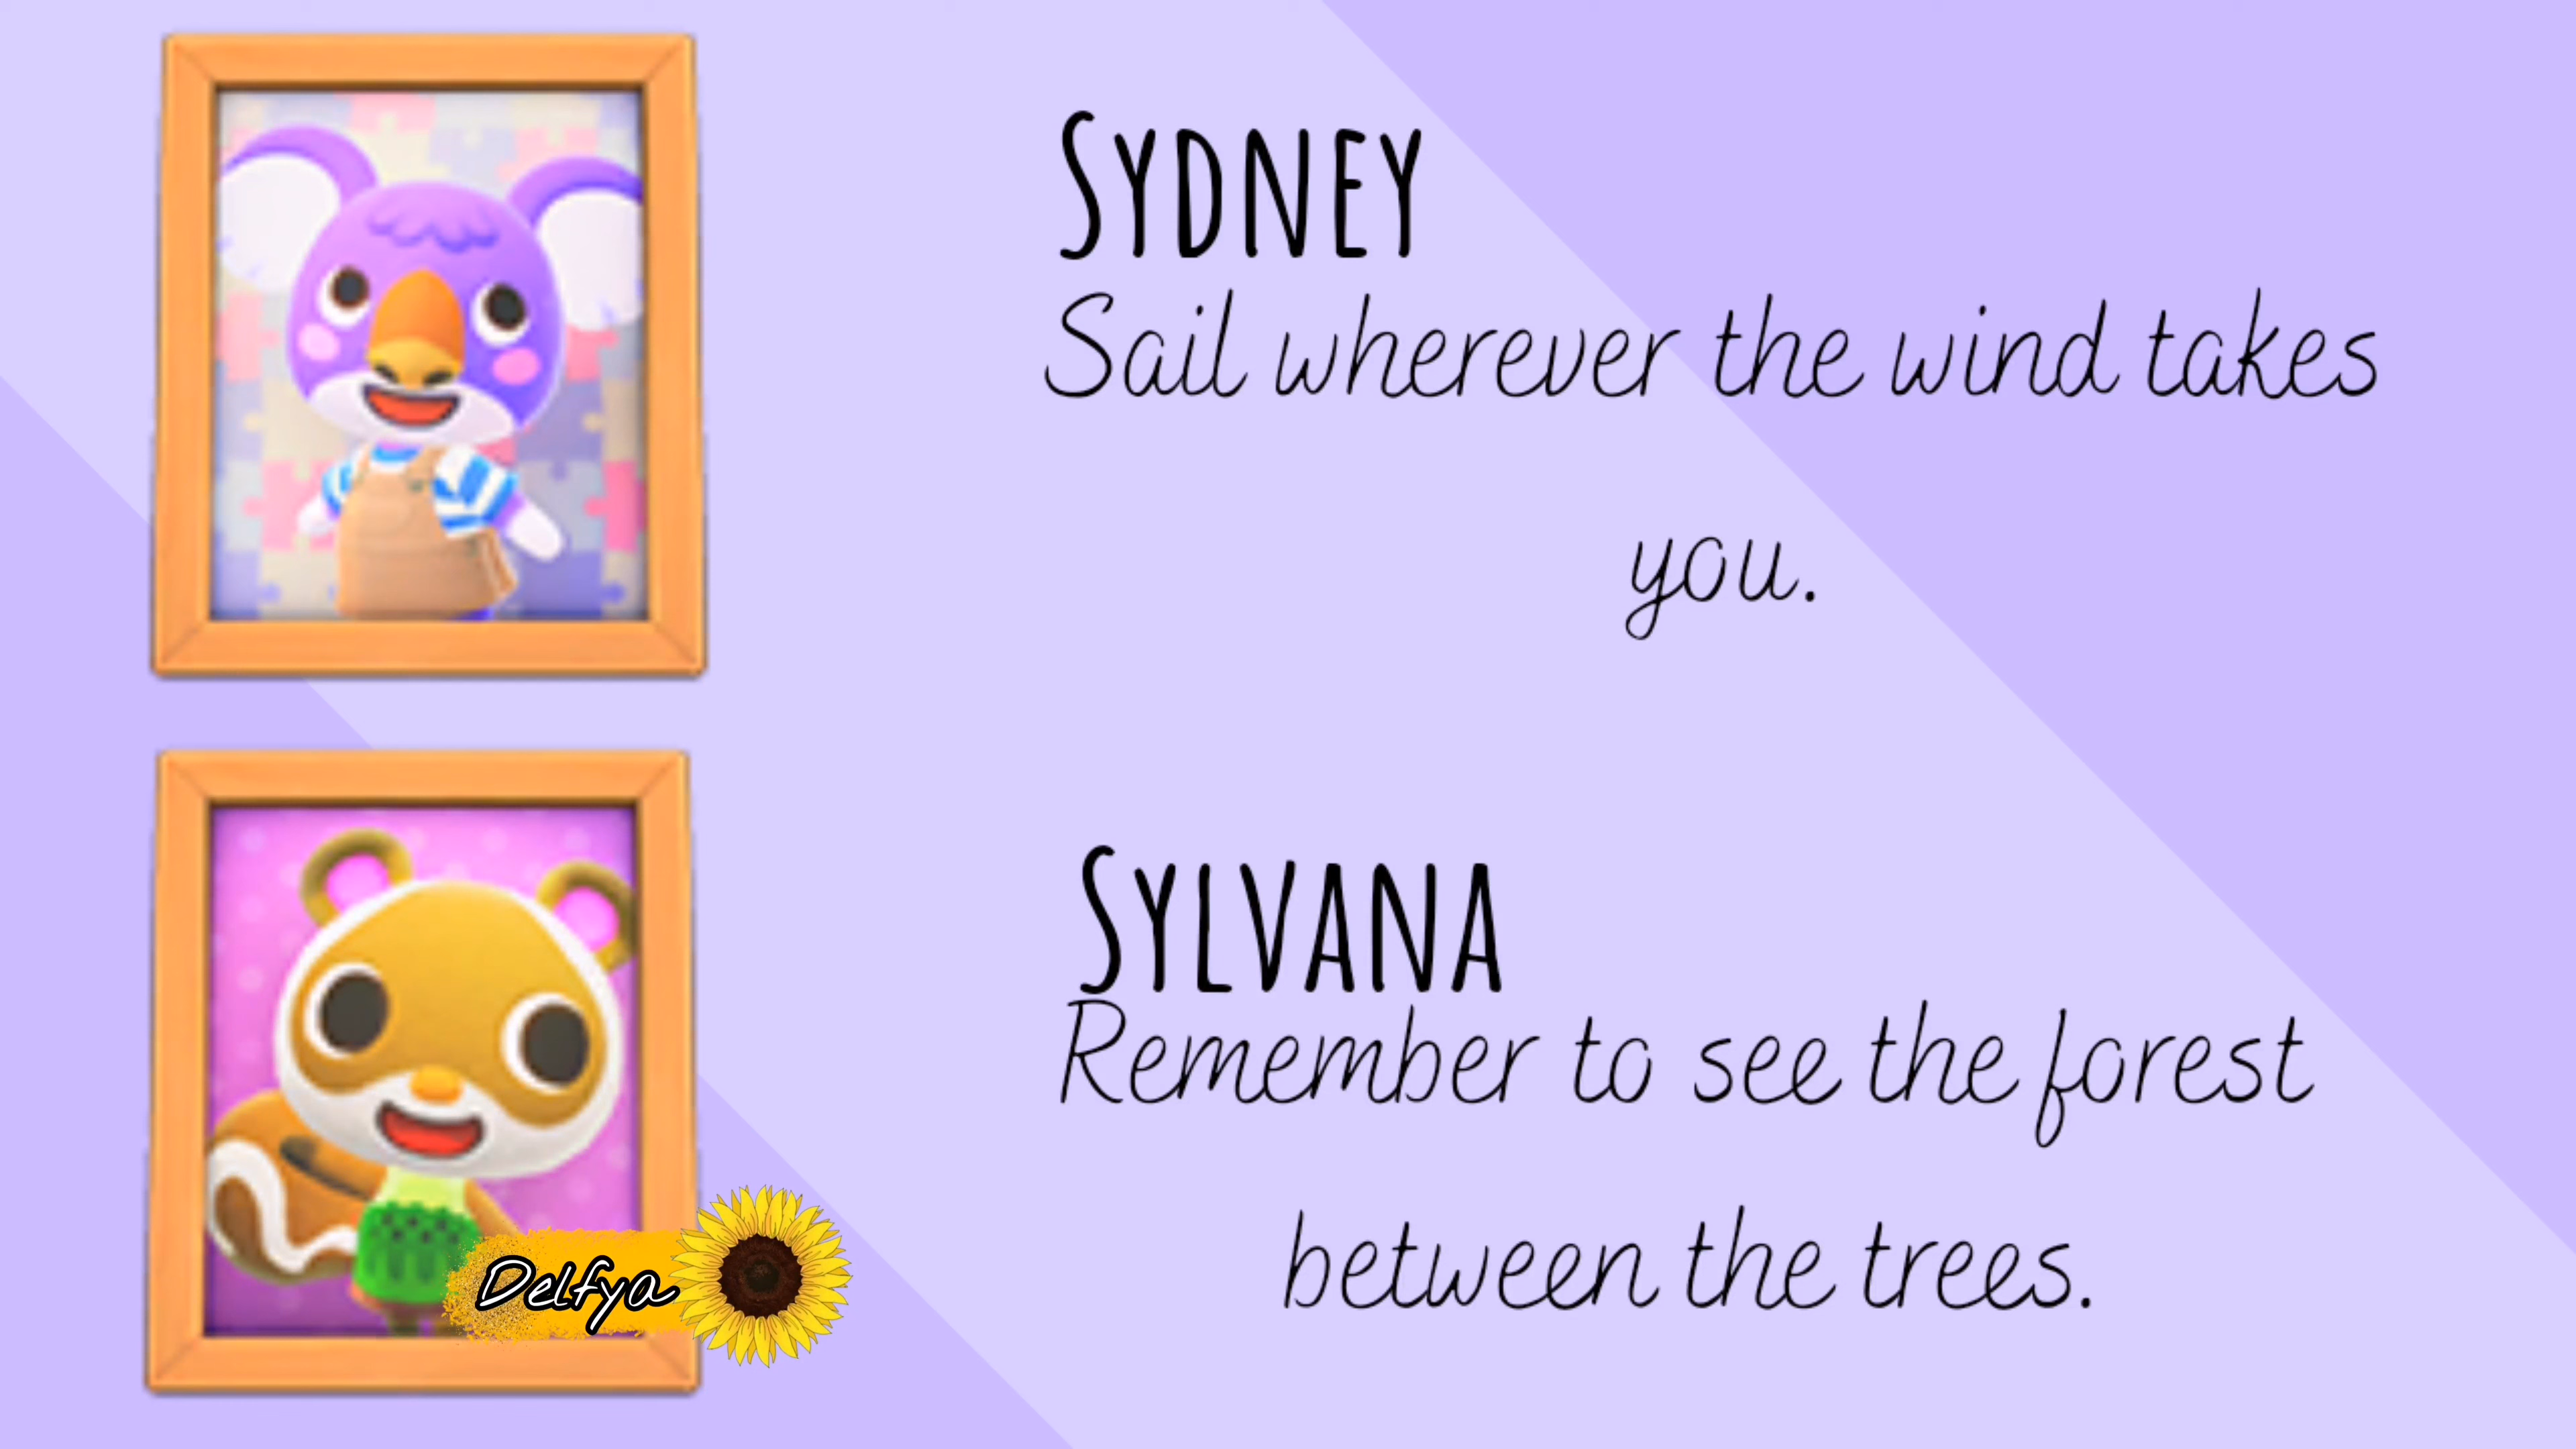 Sydney
Sail wherever the wind takes
you.
Sylvana
Remember to see the forest
between the trees.
Delfya